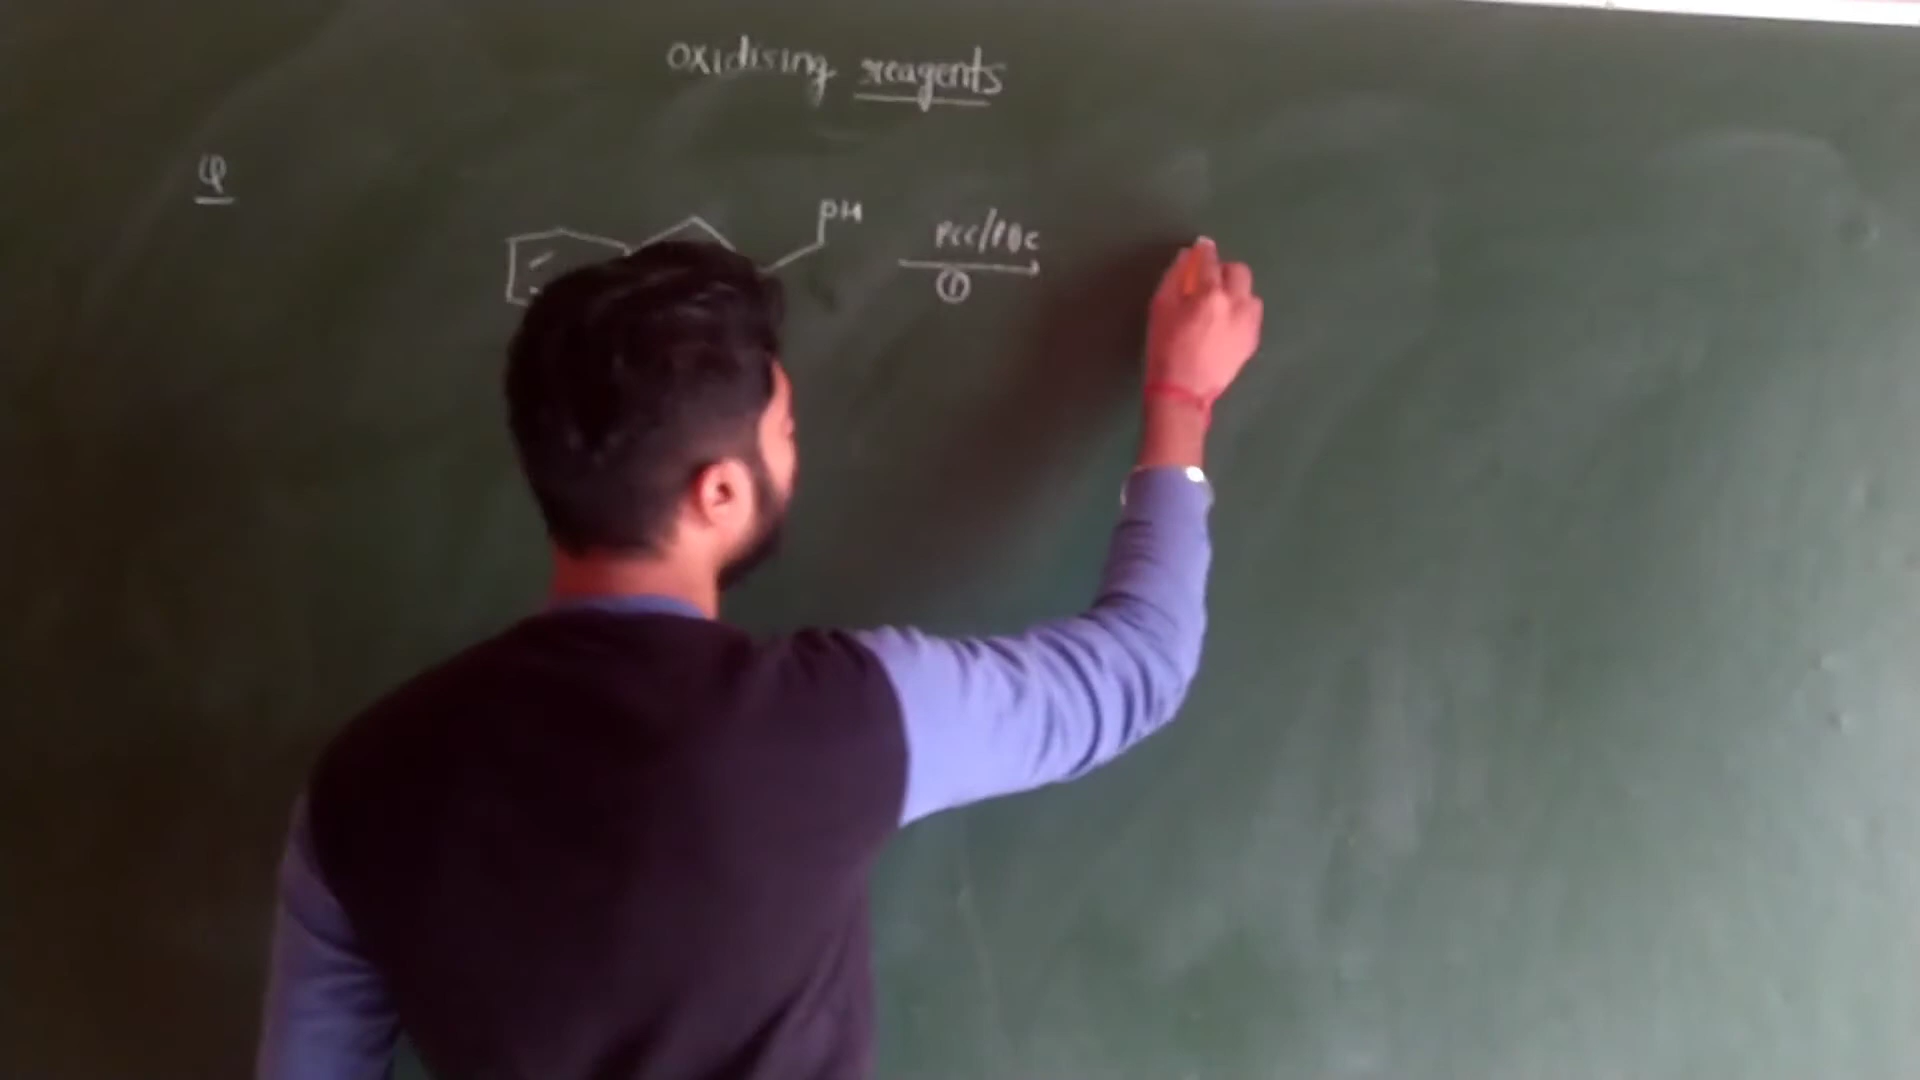 oxidising reagents
Q
OH
PCC/PDC
①